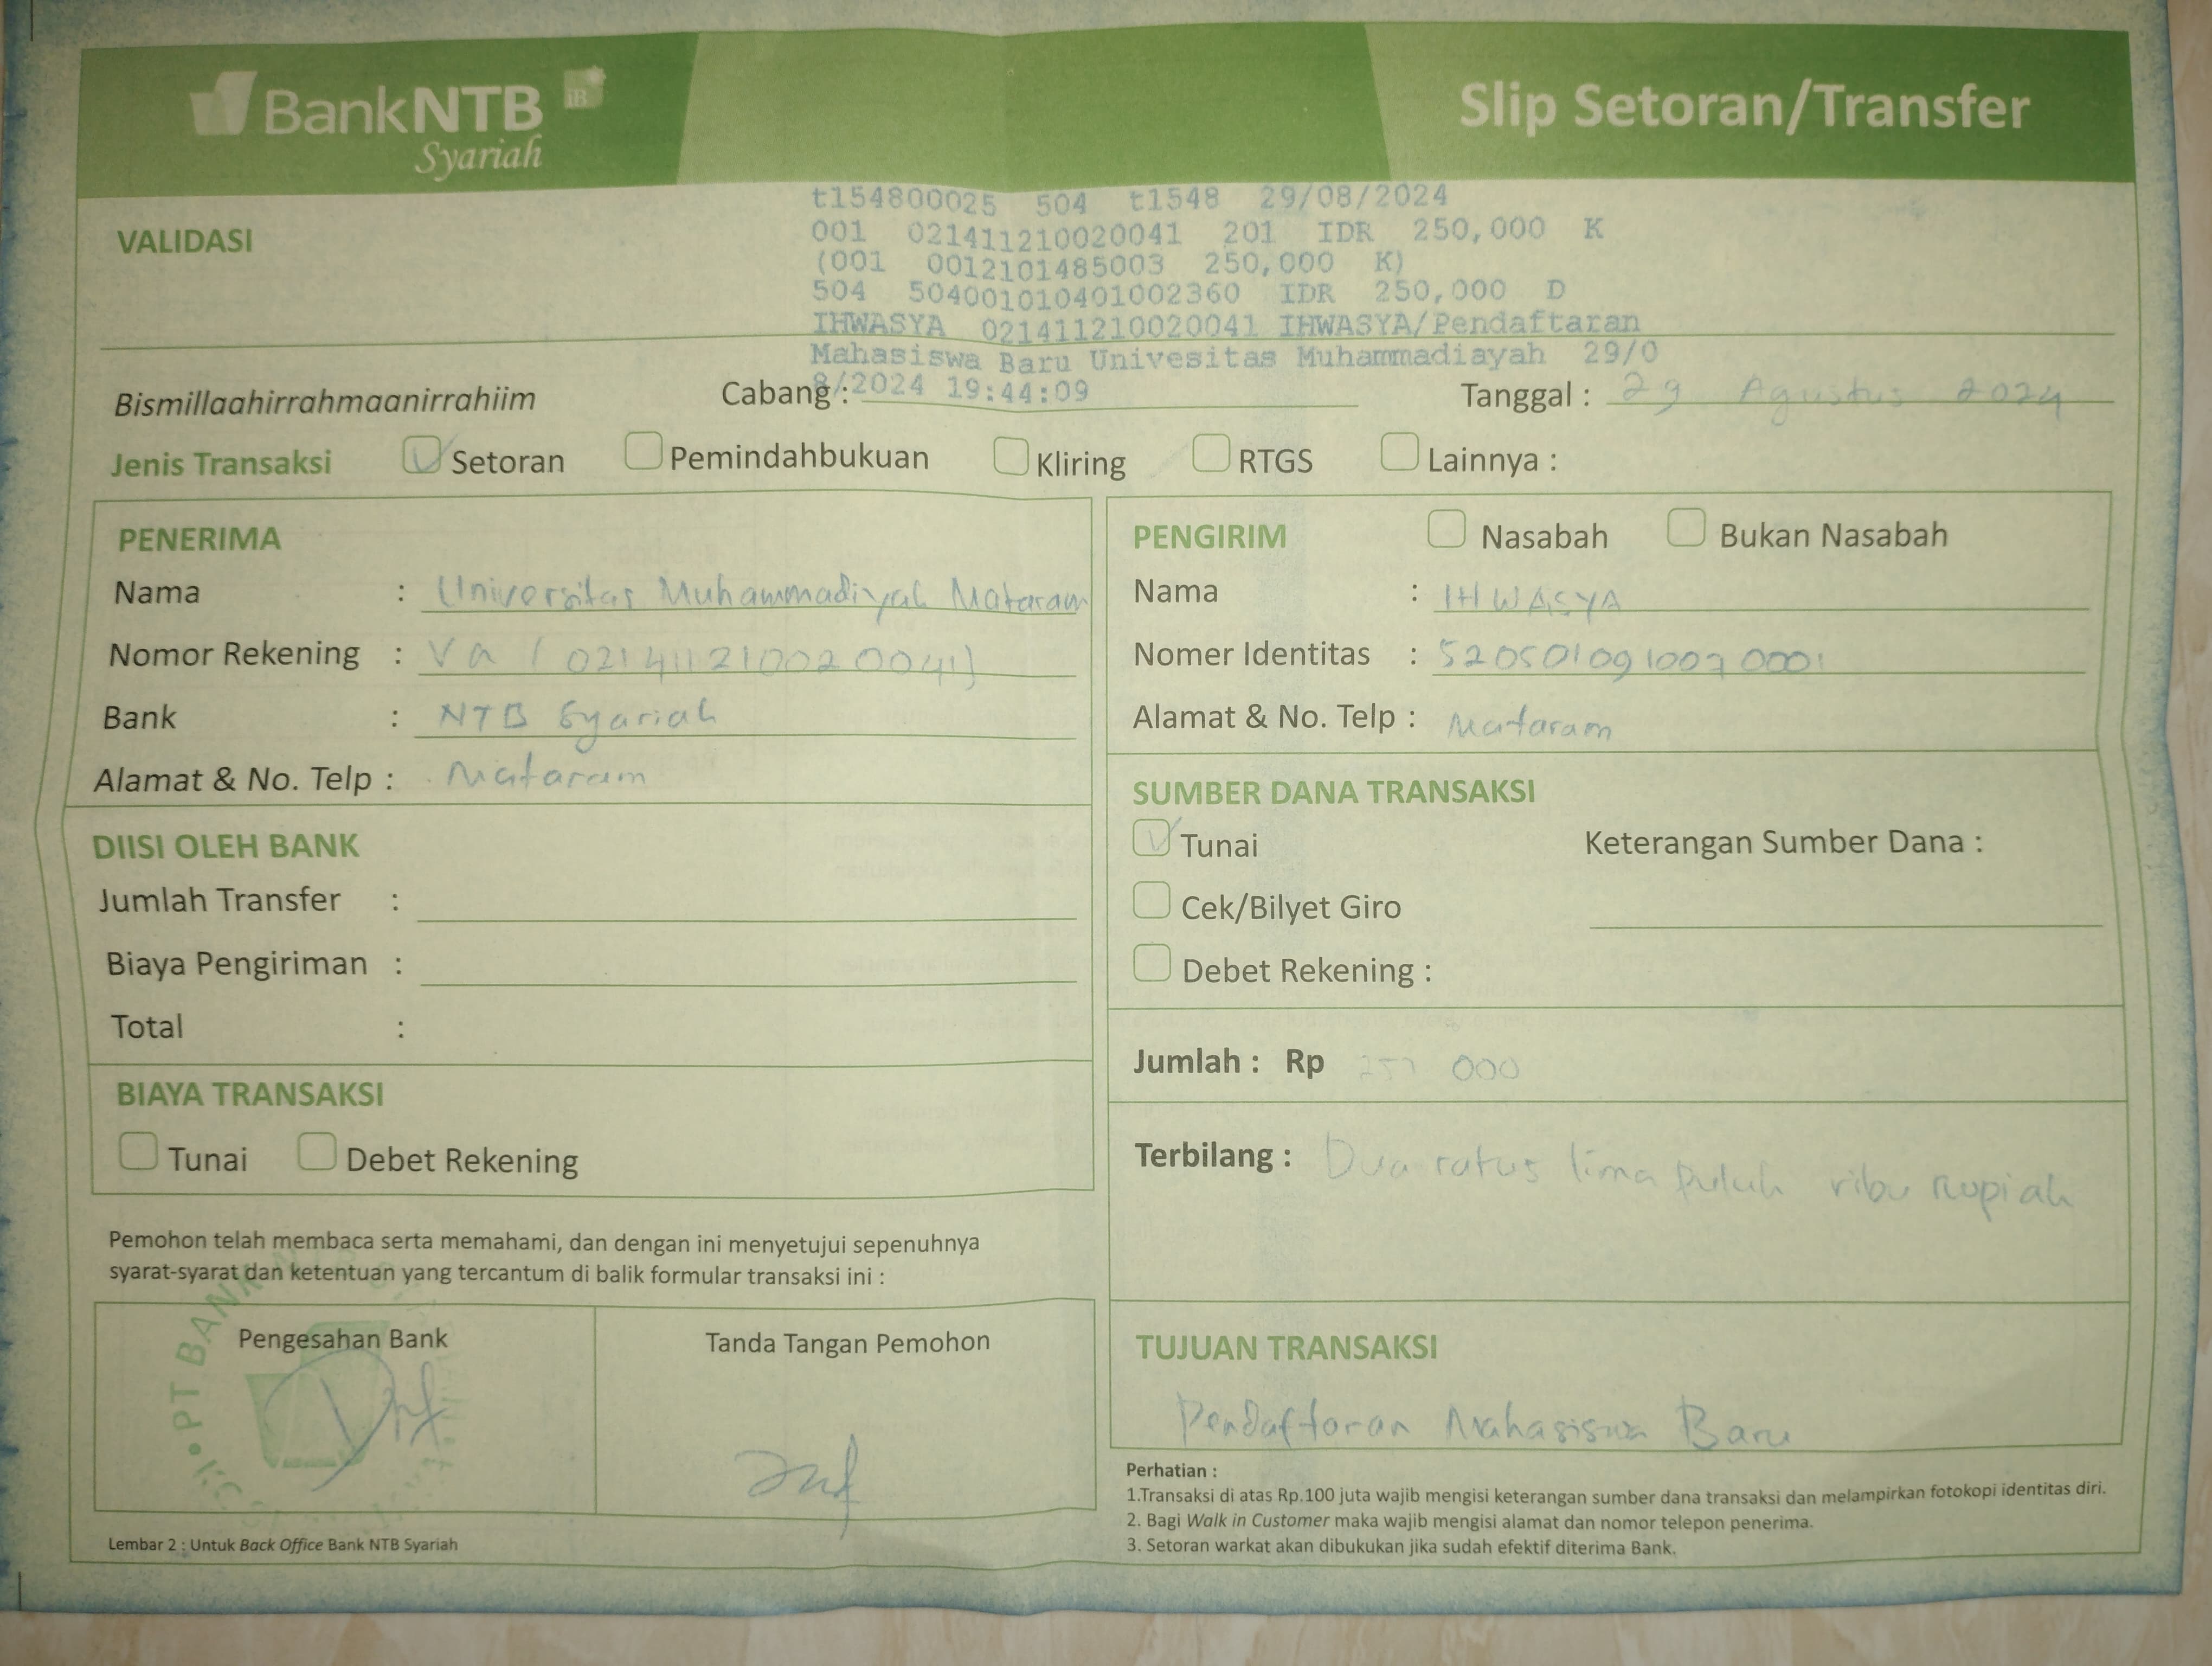 BankNTB iB
Syariah
Slip Setoran/Transfer
VALIDASI
t154800025 504 t1548 29/08/2024
001 021411210020041 201 IDR 250,000 K
(001 0012101485003 250,000 K)
504 504001010401002360 IDR 250,000 D
IHWASYA 021411210020041 IHWASYA/Pendaftaran
Mahasiswa Baru Univesitas Muhammadiayah 29/0
8/2024 19:44:09
Bismillaahirrahmaanirrahiim
Cabang :
Tanggal : 29 Agustus 2024
Jenis Transaksi Setoran Pemindahbukuan Kliring RTGS Lainnya :
PENERIMA
Nama : Universitas Muhammadiyah Mataram
Nomor Rekening : Va (021411210020041)
Bank : NTB Syariah
Alamat & No. Telp : Mataram
PENGIRIM Nasabah Bukan Nasabah
Nama : IHWASYA
Nomer Identitas : 5205010910070001
Alamat & No. Telp : Mataram
DIISI OLEH BANK
Jumlah Transfer :
Biaya Pengiriman :
Total :
SUMBER DANA TRANSAKSI
Tunai Keterangan Sumber Dana :
Cek/Bilyet Giro
Debet Rekening :
BIAYA TRANSAKSI
Tunai Debet Rekening
Jumlah : Rp 000
Terbilang : Dua ratus lima puluh ribu rupiah
Pemohon telah membaca serta memahami, dan dengan ini menyetujui sepenuhnya
syarat-syarat dan ketentuan yang tercantum di balik formular transaksi ini :
Pengesahan Bank
PT BANK
Tanda Tangan Pemohon
TUJUAN TRANSAKSI
Pendaftaran Mahasiswa Baru
Lembar 2 : Untuk Back Office Bank NTB Syariah
Perhatian :
1.Transaksi di atas Rp.100 juta wajib mengisi keterangan sumber dana transaksi dan melampirkan fotokopi identitas diri.
2. Bagi Walk in Customer maka wajib mengisi alamat dan nomor telepon penerima.
3. Setoran warkat akan dibukukan jika sudah efektif diterima Bank.